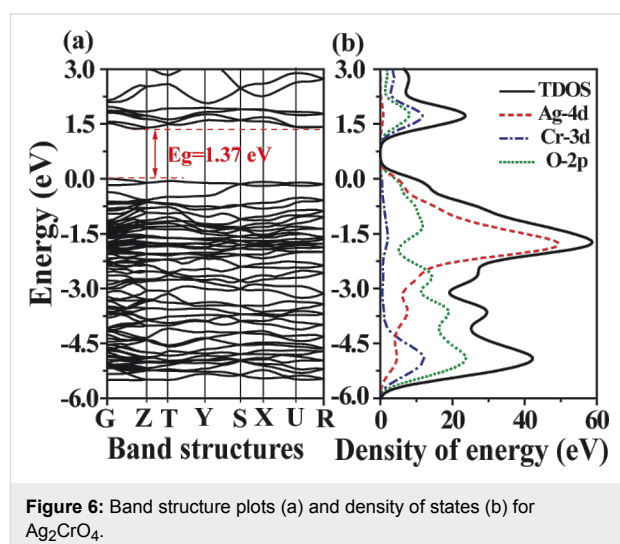 (a)
(b)
3.0
1.5
0.0
-1.5
-3.0
-4.5
-6.0
Energy (eV)
Eg=1.37 eV
G Z T Y S X U R
Band structures
3.0
1.5
0.0
-1.5
-3.0
-4.5
-6.0
TDOS
Ag-4d
Cr-3d
O-2p
0 20 40 60
Density of energy (eV)
Figure 6: Band structure plots (a) and density of states (b) for
Ag₂CrO₄.